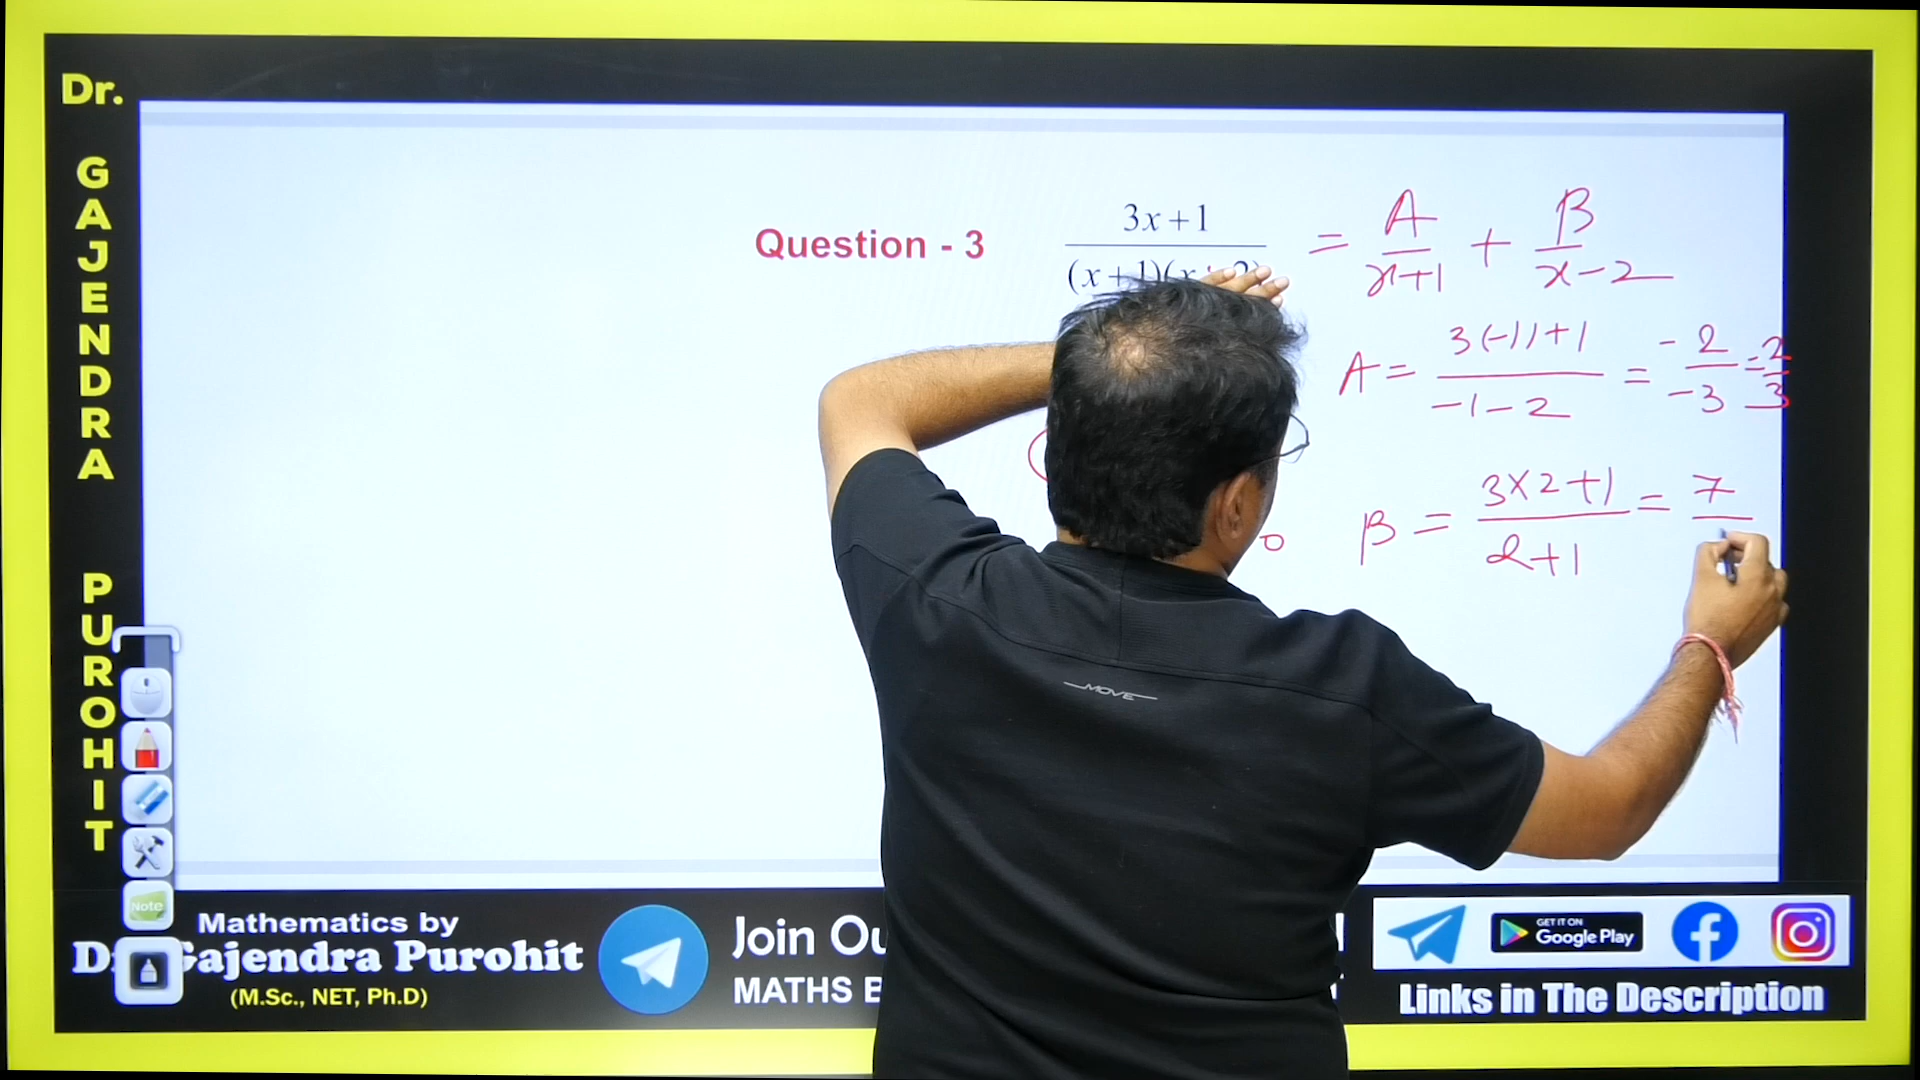 Dr.
GAJENDRA
PUROHIT
Question - 3
3x+1
= A/x+1 + B/x-2
(x+1)(x
A = 3(-1)+1 / -1-2 = -2/-3 = 2/3
B = 3×2+1 / 2+1 = 7
0
MOVE
Note
Mathematics by
Gajendra Purohit
(M.Sc., NET, Ph.D)
Join
MATHS
GET IT ON
Google Play
Links in The Description